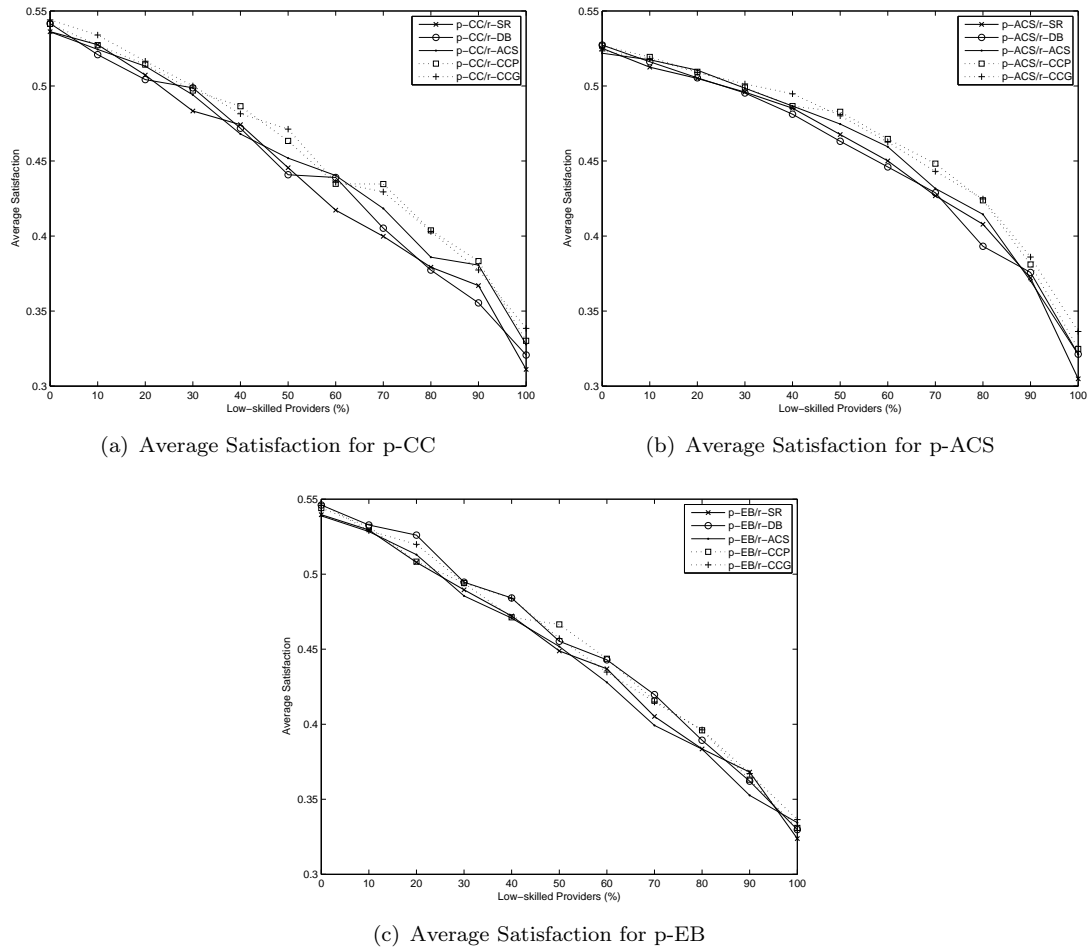 0.55
0.5
0.45
0.4
0.35
0.3
Average Satisfaction
0 10 20 30 40 50 60 70 80 90 100
Low-skilled Providers (%)
p-CC/r-SR
p-CC/r-DB
p-CC/r-ACS
p-CC/r-CCP
p-CC/r-CCG
(a) Average Satisfaction for p-CC
0.55
0.5
0.45
0.4
0.35
0.3
Average Satisfaction
0 10 20 30 40 50 60 70 80 90 100
Low-skilled Providers (%)
p-ACS/r-SR
p-ACS/r-DB
p-ACS/r-ACS
p-ACS/r-CCP
p-ACS/r-CCG
(b) Average Satisfaction for p-ACS
0.55
0.5
0.45
0.4
0.35
0.3
Average Satisfaction
0 10 20 30 40 50 60 70 80 90 100
Low-skilled Providers (%)
p-EB/r-SR
p-EB/r-DB
p-EB/r-ACS
p-EB/r-CCP
p-EB/r-CCG
(c) Average Satisfaction for p-EB